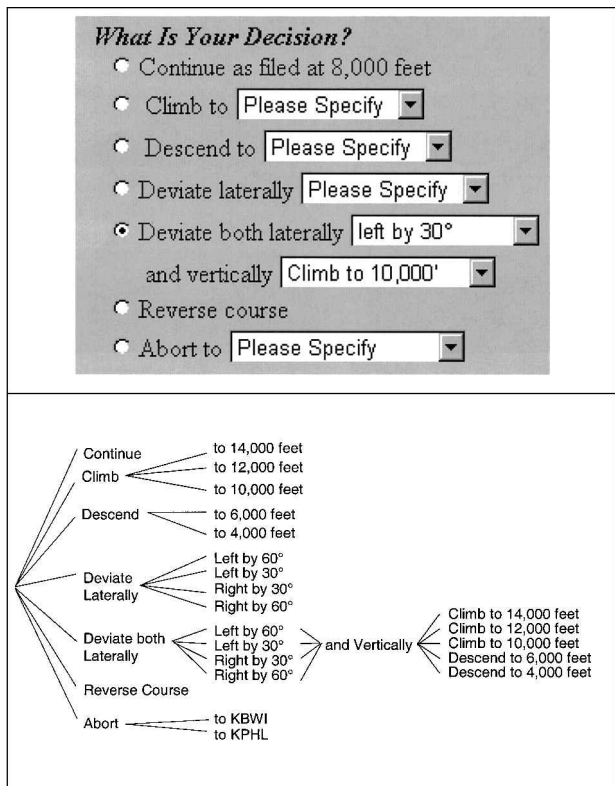 What Is Your Decision?
Continue as filed at 8,000 feet
Climb to Please Specify
Descend to Please Specify
Deviate laterally Please Specify
Deviate both laterally left by 30°
and vertically Climb to 10,000'
Reverse course
Abort to Please Specify
Continue
Climb
to 14,000 feet
to 12,000 feet
to 10,000 feet
Descend
to 6,000 feet
to 4,000 feet
Deviate
Laterally
Left by 60°
Left by 30°
Right by 30°
Right by 60°
Deviate both
Laterally
Left by 60°
Left by 30°
Right by 30°
Right by 60°
and Vertically
Climb to 14,000 feet
Climb to 12,000 feet
Climb to 10,000 feet
Descend to 6,000 feet
Descend to 4,000 feet
Reverse Course
Abort
to KBWI
to KPHL